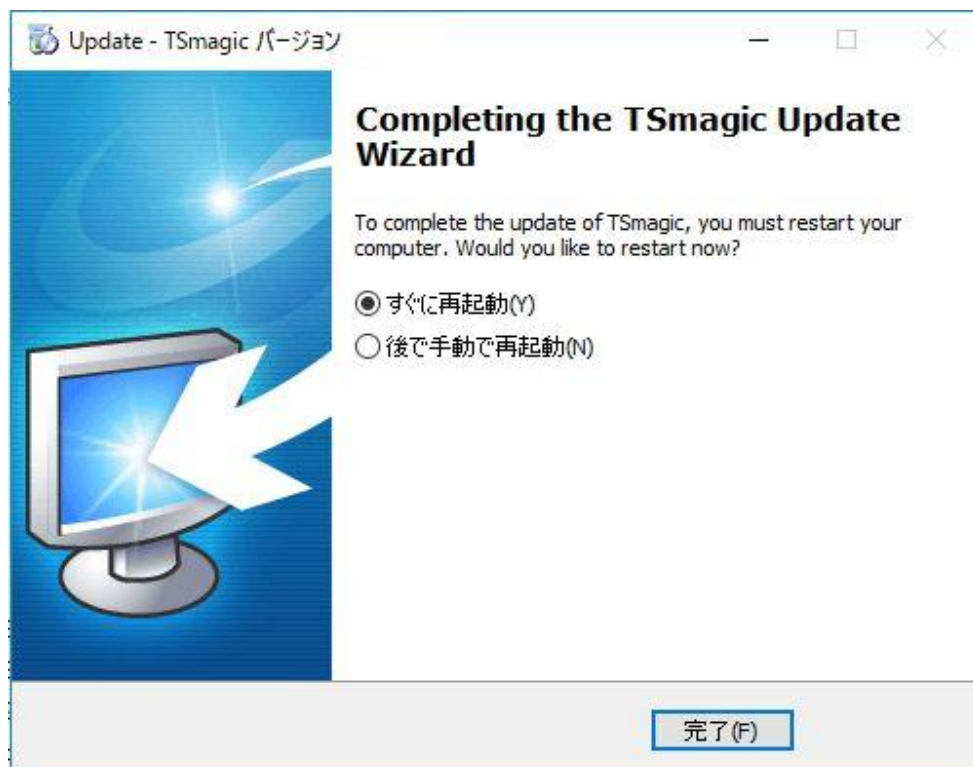 Update - TSmagic バージョン
Completing the TSmagic Update
Wizard
To complete the update of TSmagic, you must restart your
computer. Would you like to restart now?
すぐに再起動(Y)
後で手動で再起動(N)
完了(F)